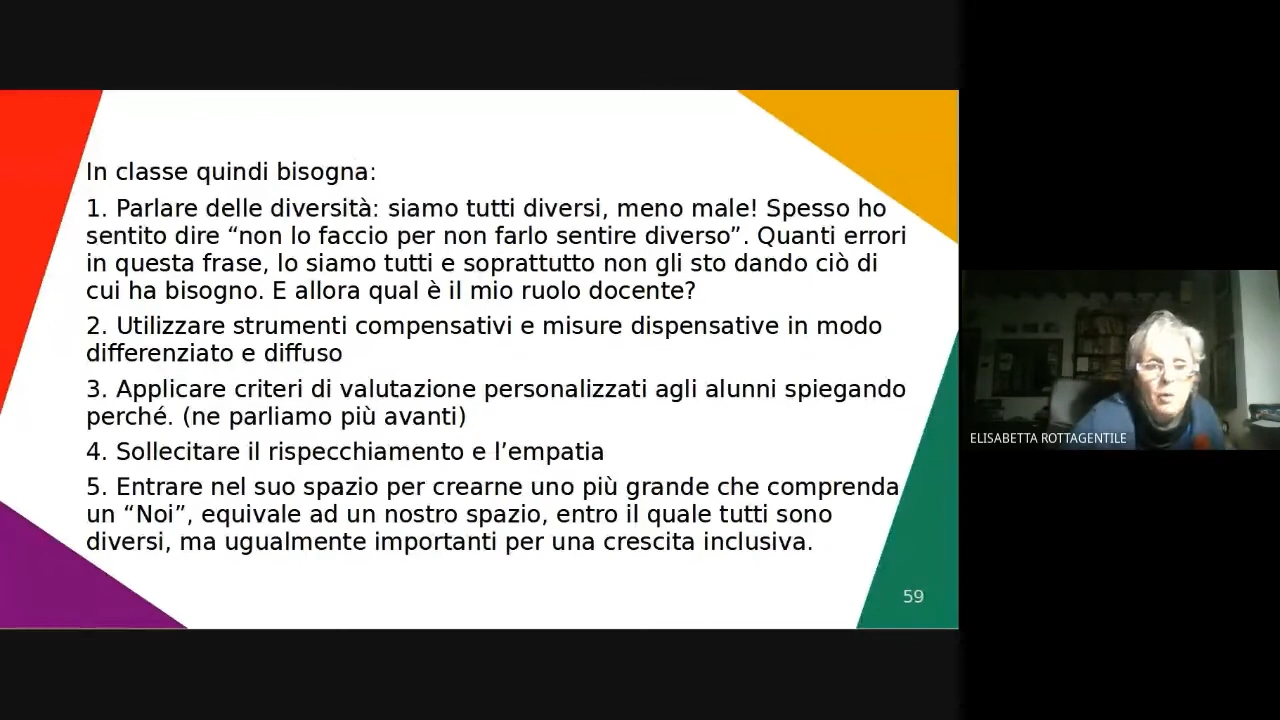 In classe quindi bisogna:
1. Parlare delle diversità: siamo tutti diversi, meno male! Spesso ho
sentito dire “non lo faccio per non farlo sentire diverso”. Quanti errori
in questa frase, lo siamo tutti e soprattutto non gli sto dando ciò di
cui ha bisogno. E allora qual è il mio ruolo docente?
2. Utilizzare strumenti compensativi e misure dispensative in modo
differenziato e diffuso
3. Applicare criteri di valutazione personalizzati agli alunni spiegando
perché. (ne parliamo più avanti)
4. Sollecitare il rispecchiamento e l’empatia
5. Entrare nel suo spazio per crearne uno più grande che comprenda
un “Noi”, equivale ad un nostro spazio, entro il quale tutti sono
diversi, ma ugualmente importanti per una crescita inclusiva.
59
ELISABETTA ROTTAGENTILE